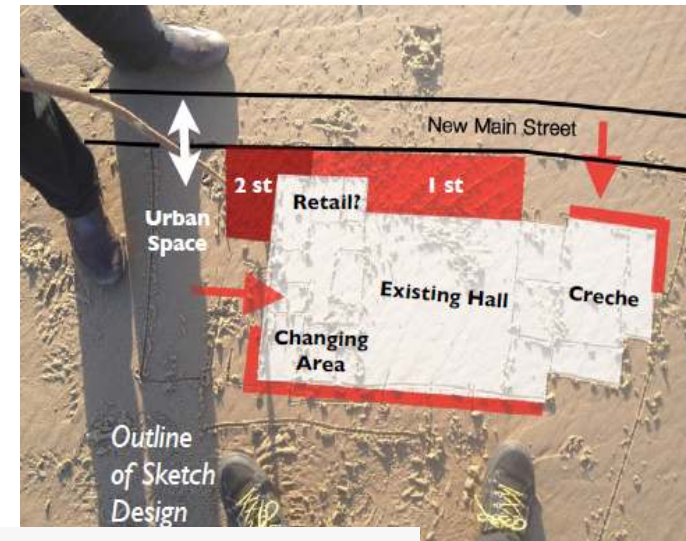 New Main Street
2 st
1 st
Retail?
Urban
Space
Existing Hall
Creche
Changing
Area
Outline
of Sketch
Design